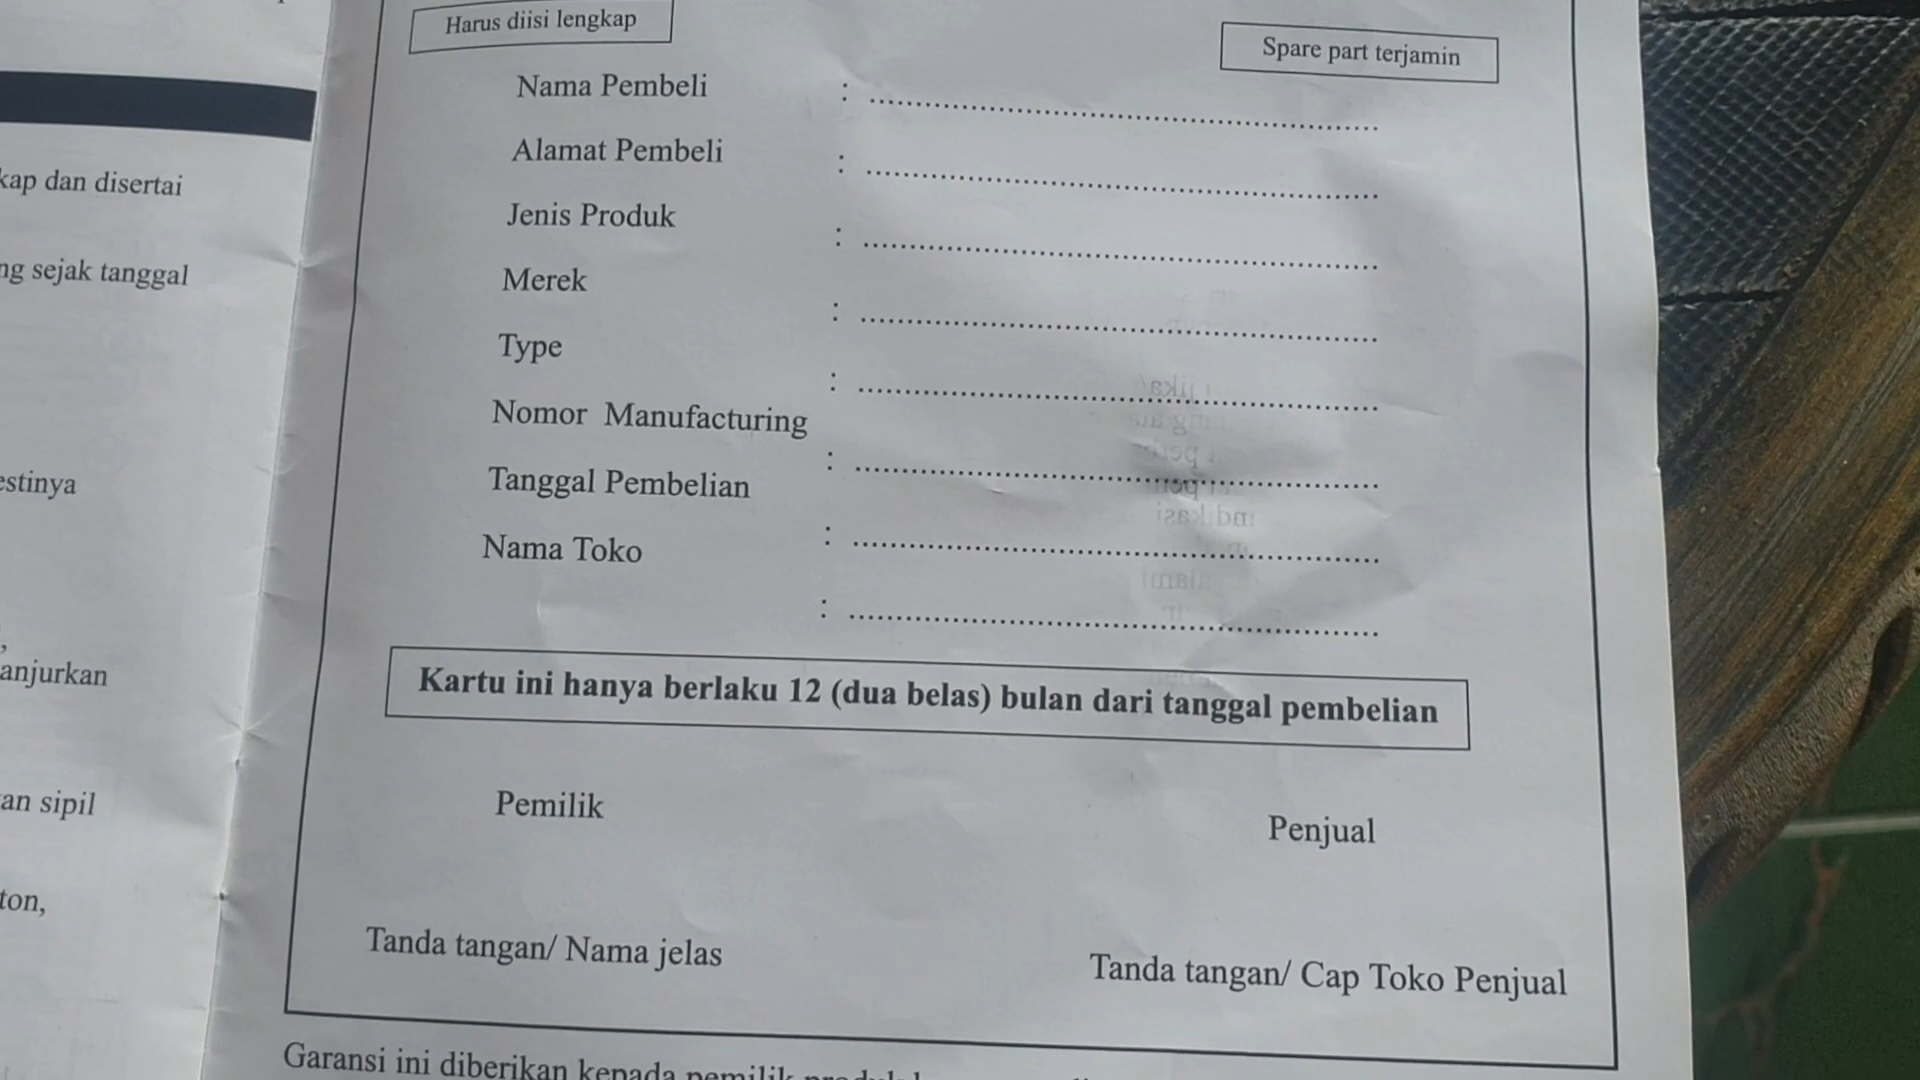 kap dan disertai
ng sejak tanggal
estinya
anjurkan
an sipil
ton,
Harus diisi lengkap
Spare part terjamin
Nama Pembeli : ........................................
Alamat Pembeli : ........................................
Jenis Produk : ........................................
Merek : ........................................
Type : ........................................
Nomor Manufacturing : ........................................
Tanggal Pembelian : ........................................
Nama Toko : ........................................
Kartu ini hanya berlaku 12 (dua belas) bulan dari tanggal pembelian
Pemilik
Penjual
Tanda tangan/ Nama jelas
Tanda tangan/ Cap Toko Penjual
Garansi ini diberikan kepada pemilik